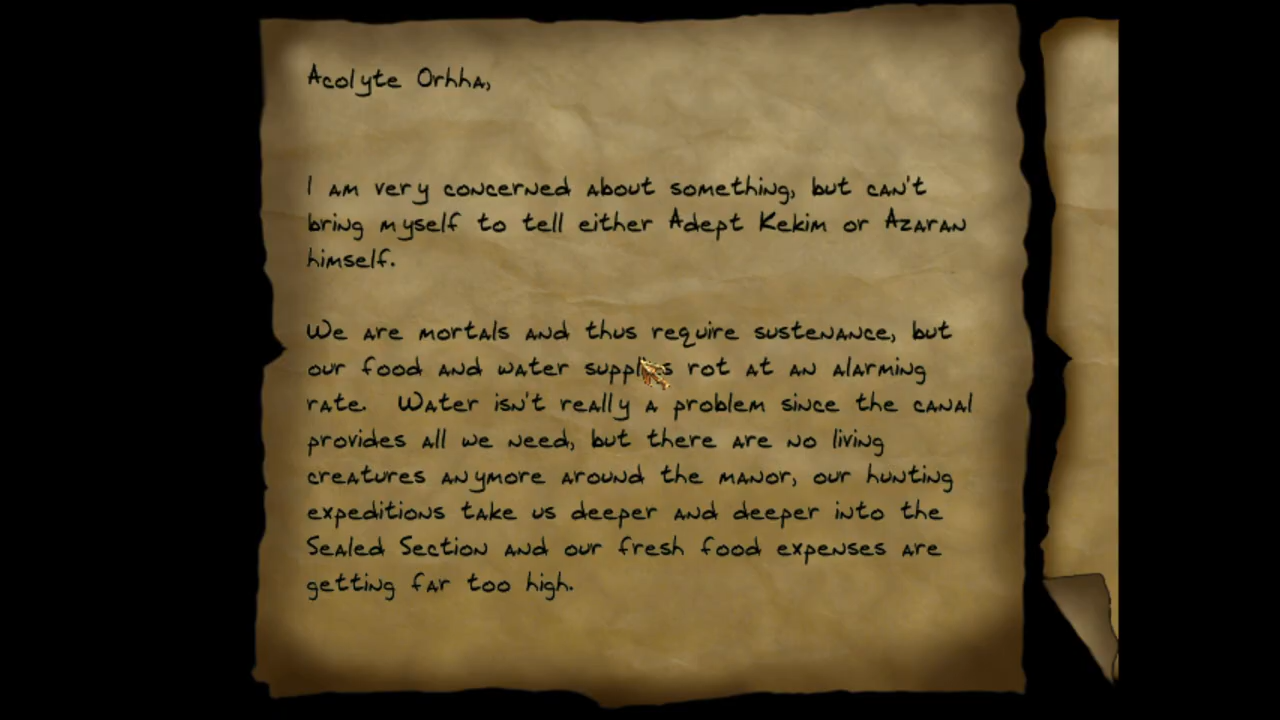 Acolyte Orhha,
I am very concerned about something, but can't
bring myself to tell either Adept Kekim or Azaran
himself.
We are mortals and thus require sustenance, but
our food and water rot at an alarming
rate. Water isn't really a problem since the canal
provides all we need, but there are no living
creatures anymore around the manor, our hunting
expeditions take us deeper and deeper into the
Sealed Section and our fresh food expenses are
getting far too high.